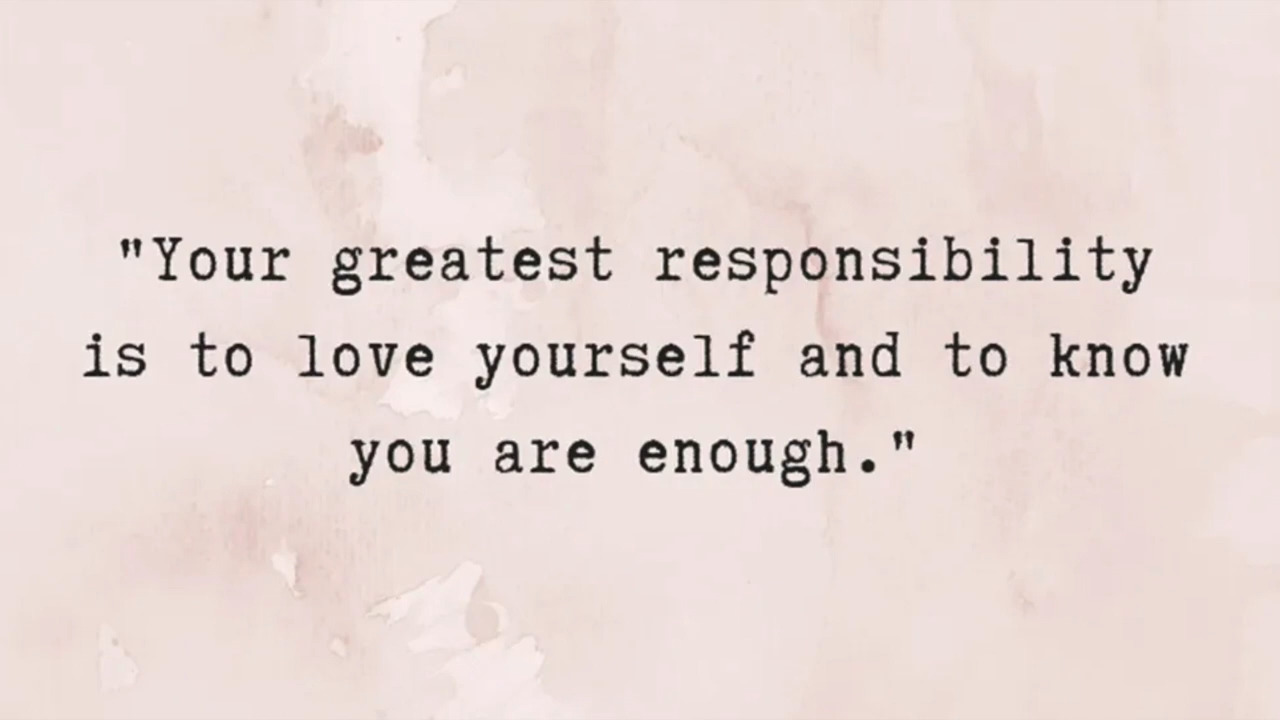 "Your greatest responsibility
is to love yourself and to know
you are enough."